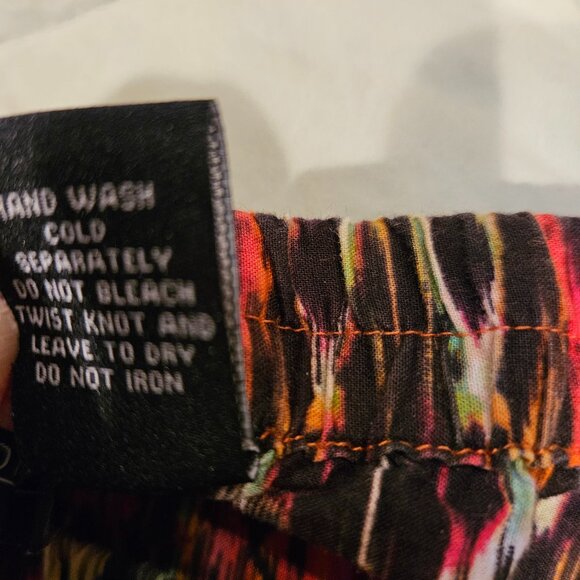 HAND WASH
COLD
SEPARATELY
DO NOT BLEACH
TWIST KNOT AND
LEAVE TO DRY
DO NOT IRON